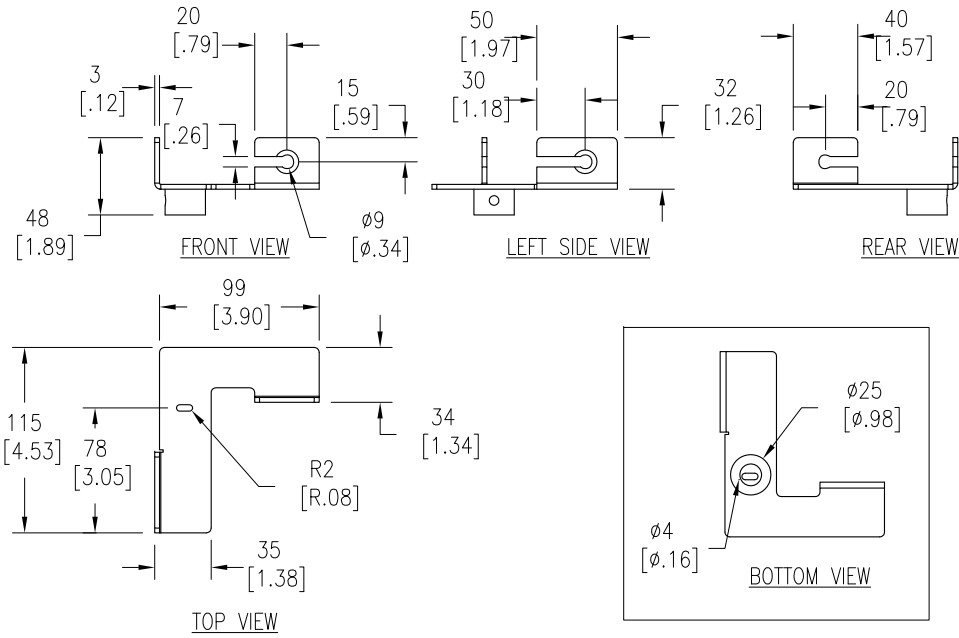 20
[.79]
3
[.12]
7
[.26]
15
[.59]
48
[1.89]
ø9
[ø.34]
FRONT VIEW
50
[1.97]
30
[1.18]
32
[1.26]
LEFT SIDE VIEW
40
[1.57]
20
[.79]
REAR VIEW
99
[3.90]
115
[4.53]
78
[3.05]
34
[1.34]
R2
[R.08]
35
[1.38]
TOP VIEW
ø25
[ø.98]
ø4
[ø.16]
BOTTOM VIEW